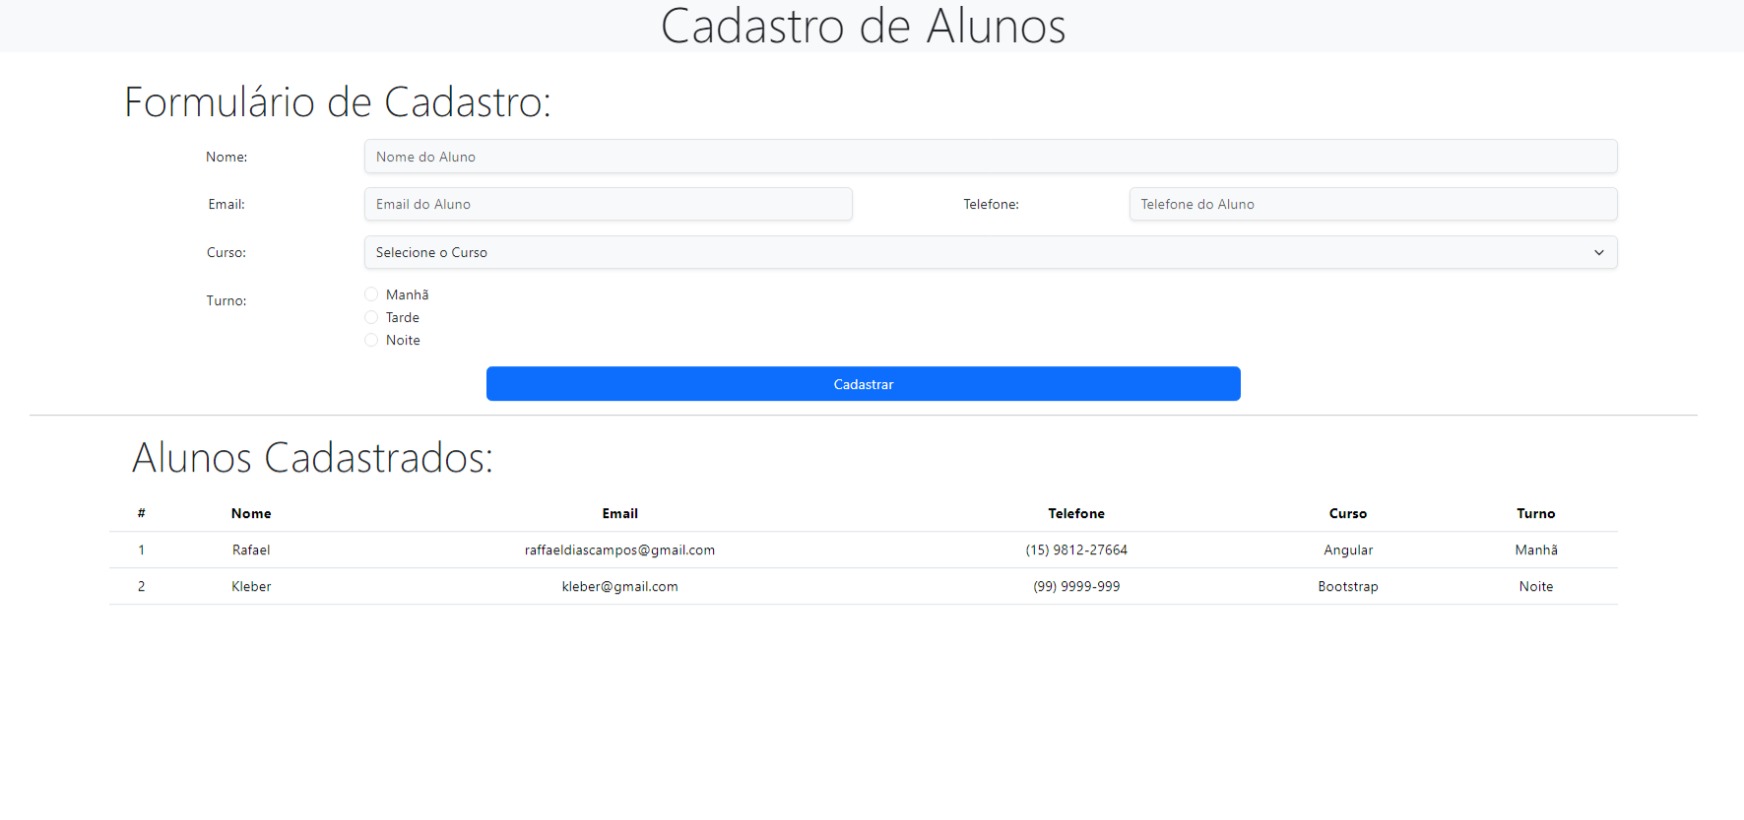 Cadastro de Alunos
Formulário de Cadastro:
Nome: Nome do Aluno
Email: Email do Aluno Telefone: Telefone do Aluno
Curso: Selecione o Curso
Turno: Manhã
Tarde
Noite
Cadastrar
Alunos Cadastrados:
# Nome Email Telefone Curso Turno
1 Rafael raffaeldiascampos@gmail.com (15) 9812-27664 Angular Manhã
2 Kleber kleber@gmail.com (99) 9999-999 Bootstrap Noite